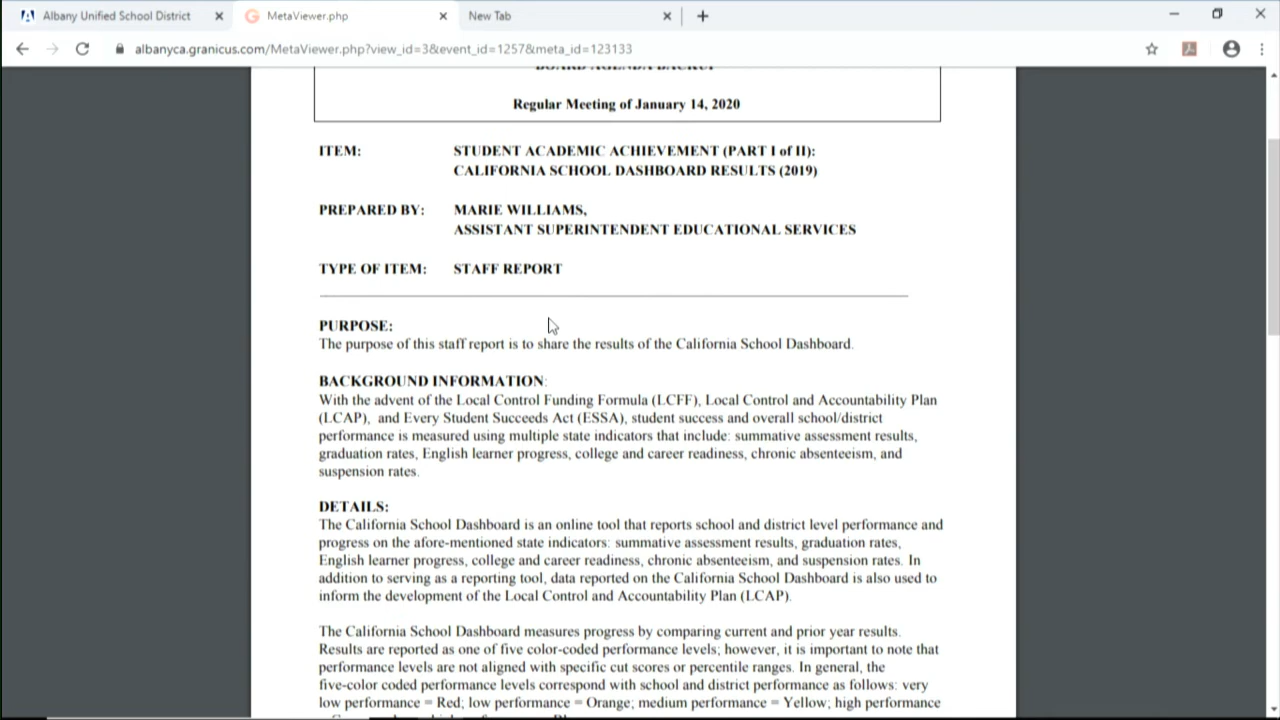 Albany Unified School District
MetaViewer.php
New Tab
albanyca.granicus.com/MetaViewer.php?view_id=3&event_id=1257&meta_id=123133
Regular Meeting of January 14, 2020
ITEM: STUDENT ACADEMIC ACHIEVEMENT (PART I of II):
CALIFORNIA SCHOOL DASHBOARD RESULTS (2019)
PREPARED BY: MARIE WILLIAMS,
ASSISTANT SUPERINTENDENT EDUCATIONAL SERVICES
TYPE OF ITEM: STAFF REPORT
PURPOSE:
The purpose of this staff report is to share the results of the California School Dashboard.
BACKGROUND INFORMATION:
With the advent of the Local Control Funding Formula (LCFF), Local Control and Accountability Plan
(LCAP), and Every Student Succeeds Act (ESSA), student success and overall school/district
performance is measured using multiple state indicators that include: summative assessment results,
graduation rates, English learner progress, college and career readiness, chronic absenteeism, and
suspension rates.
DETAILS:
The California School Dashboard is an online tool that reports school and district level performance and
progress on the afore-mentioned state indicators: summative assessment results, graduation rates,
English learner progress, college and career readiness, chronic absenteeism, and suspension rates. In
addition to serving as a reporting tool, data reported on the California School Dashboard is also used to
inform the development of the Local Control and Accountability Plan (LCAP).
The California School Dashboard measures progress by comparing current and prior year results.
Results are reported as one of five color-coded performance levels; however, it is important to note that
performance levels are not aligned with specific cut scores or percentile ranges. In general, the
five-color coded performance levels correspond with school and district performance as follows: very
low performance = Red; low performance = Orange; medium performance = Yellow; high performance